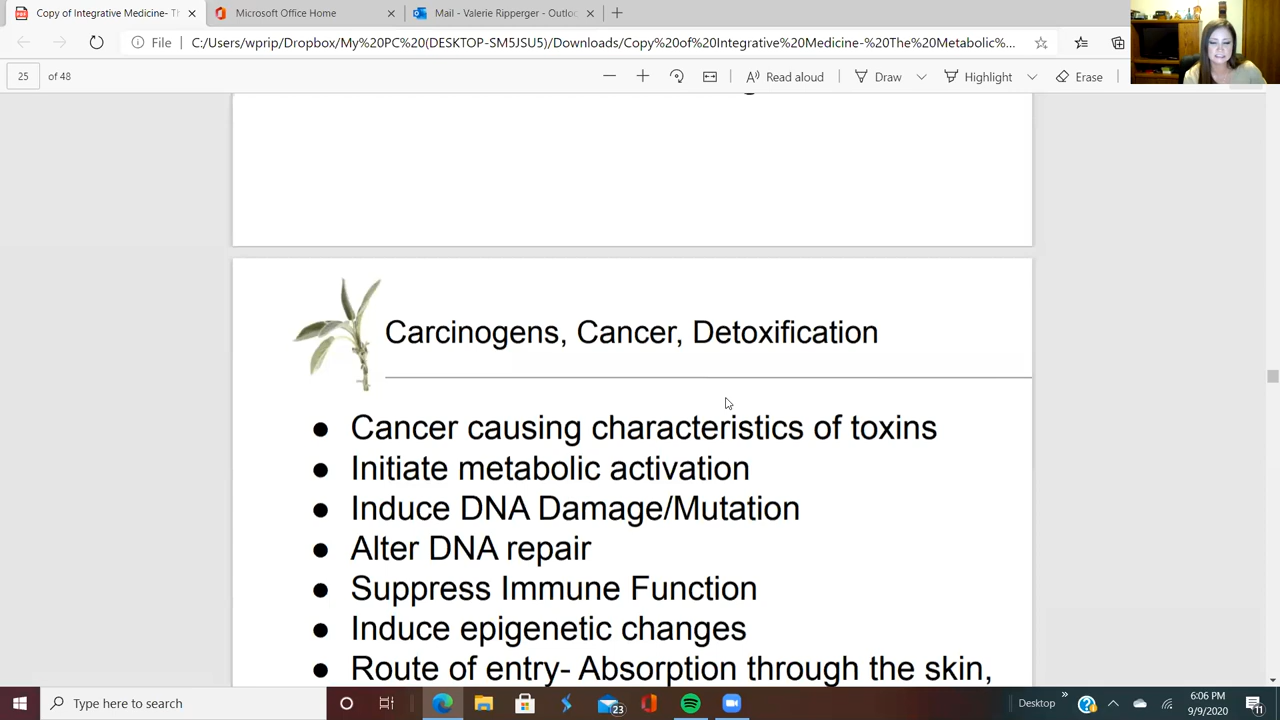 Copy of Integrative Medicine- Th
Microsoft Office Home
Mail - Valerie Ripperger - Outloo
File
C:/Users/wprip/Dropbox/My%20PC%20(DESKTOP-SM5JSJ5)/Downloads/Copy%20of%20Integrative%20Medicine-%20The%20Metabolic%...
25 of 48
Read aloud
Draw
Highlight
Erase
Carcinogens, Cancer, Detoxification
● Cancer causing characteristics of toxins
● Initiate metabolic activation
● Induce DNA Damage/Mutation
● Alter DNA repair
● Suppress Immune Function
● Induce epigenetic changes
● Route of entry- Absorption through the skin,
Type here to search
23
Desktop
6:06 PM
9/9/2020
11